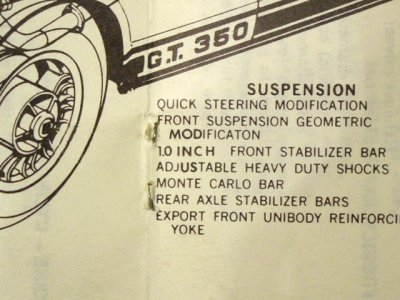 G.T. 350
SUSPENSION
QUICK STEERING MODIFICATION
FRONT SUSPENSION GEOMETRIC
MODIFICATON
1.0 INCH FRONT STABILIZER BAR
ADJUSTABLE HEAVY DUTY SHOCKS
MONTE CARLO BAR
REAR AXLE STABILIZER BARS
EXPORT FRONT UNIBODY REINFORCI
YOKE